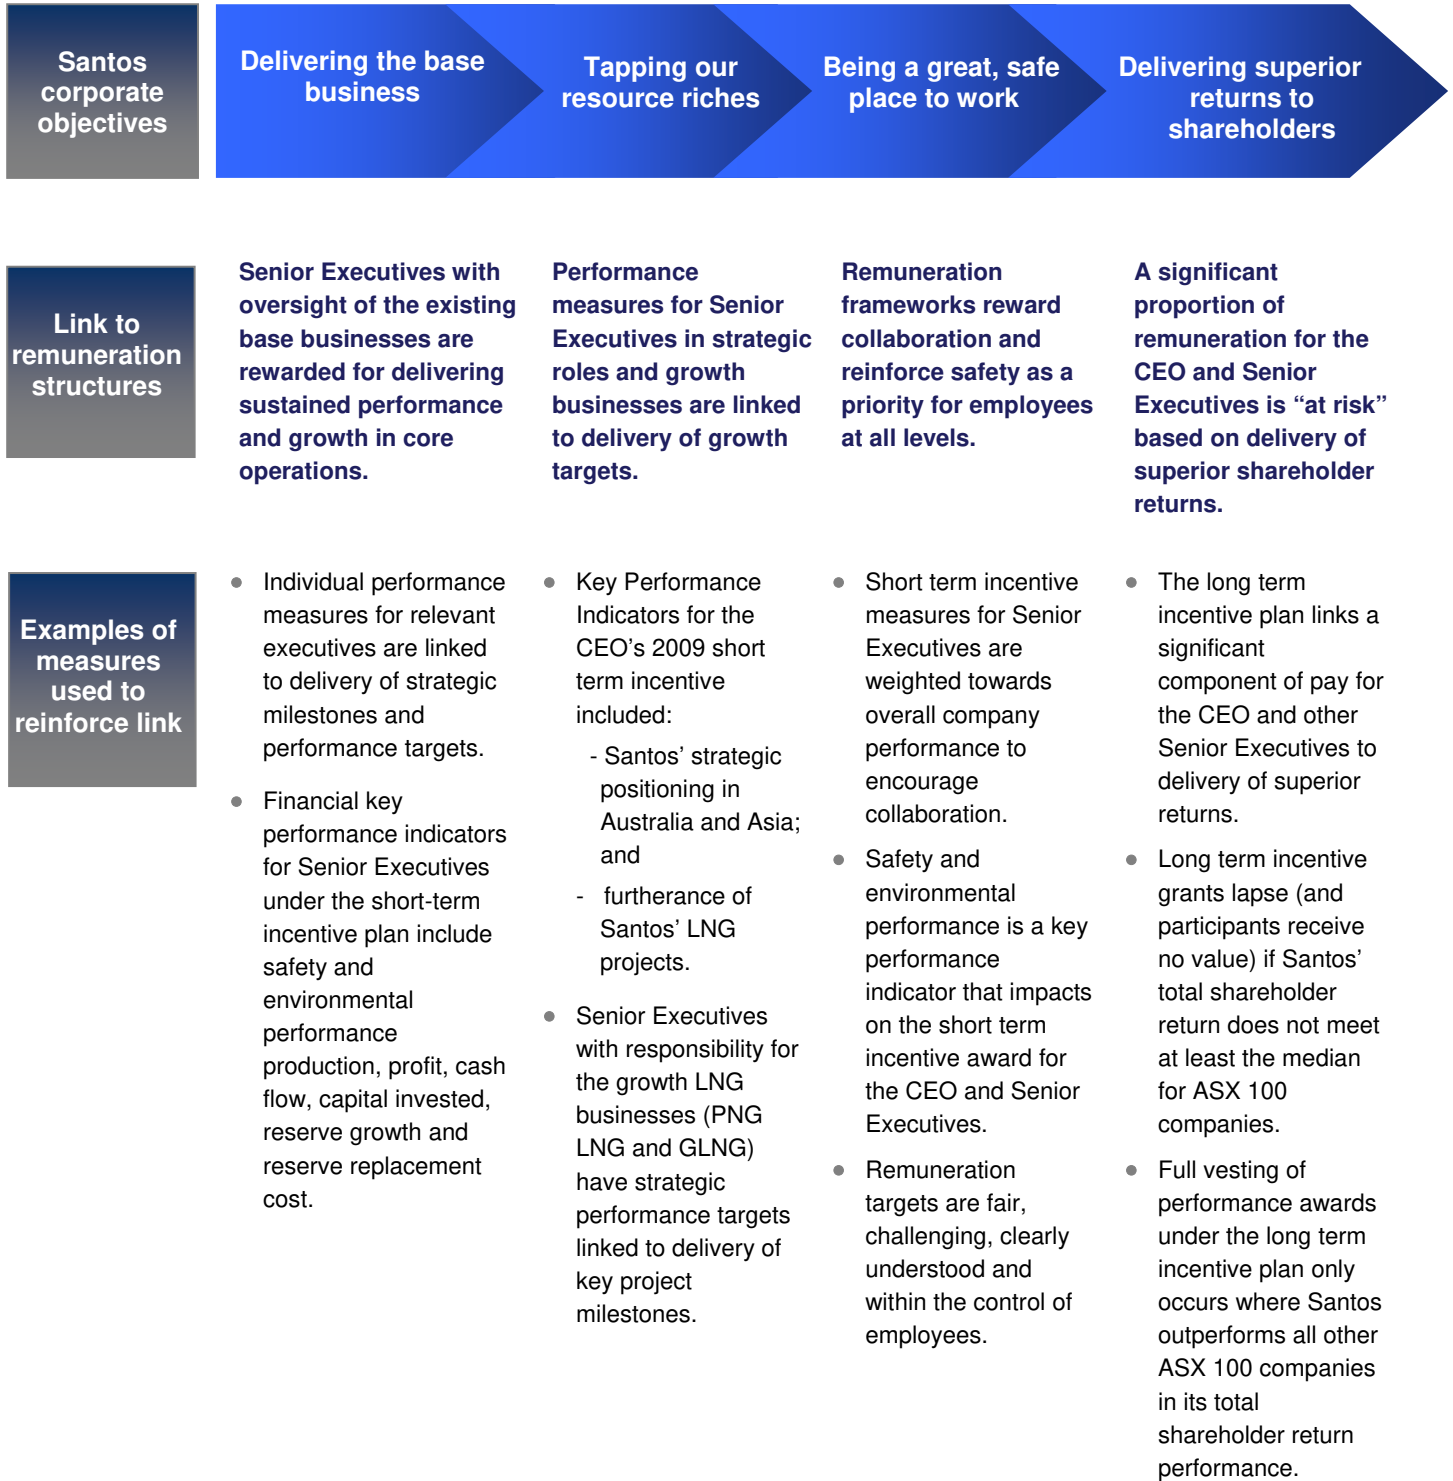 Santos
corporate
objectives
Delivering the base
business
Tapping our
resource riches
Being a great, safe
place to work
Delivering superior
returns to
shareholders
Link to
remuneration
structures
Senior Executives with
oversight of the existing
base businesses are
rewarded for delivering
sustained performance
and growth in core
operations.
Performance
measures for Senior
Executives in strategic
roles and growth
businesses are linked
to delivery of growth
targets.
Remuneration
frameworks reward
collaboration and
reinforce safety as a
priority for employees
at all levels.
A significant
proportion of
remuneration for the
CEO and Senior
Executives is “at risk”
based on delivery of
superior shareholder
returns.
Examples of
measures
used to
reinforce link
● Individual performance
measures for relevant
executives are linked
to delivery of strategic
milestones and
performance targets.
● Financial key
performance indicators
for Senior Executives
under the short-term
incentive plan include
safety and
environmental
performance
production, profit, cash
flow, capital invested,
reserve growth and
reserve replacement
cost.
● Key Performance
Indicators for the
CEO’s 2009 short
term incentive
included:
- Santos’ strategic
positioning in
Australia and Asia;
and
- furtherance of
Santos’ LNG
projects.
● Senior Executives
with responsibility for
the growth LNG
businesses (PNG
LNG and GLNG)
have strategic
performance targets
linked to delivery of
key project
milestones.
● Short term incentive
measures for Senior
Executives are
weighted towards
overall company
performance to
encourage
collaboration.
● Safety and
environmental
performance is a key
performance
indicator that impacts
on the short term
incentive award for
the CEO and Senior
Executives.
● Remuneration
targets are fair,
challenging, clearly
understood and
within the control of
employees.
● The long term
incentive plan links a
significant
component of pay for
the CEO and other
Senior Executives to
delivery of superior
returns.
● Long term incentive
grants lapse (and
participants receive
no value) if Santos’
total shareholder
return does not meet
at least the median
for ASX 100
companies.
● Full vesting of
performance awards
under the long term
incentive plan only
occurs where Santos
outperforms all other
ASX 100 companies
in its total
shareholder return
performance.